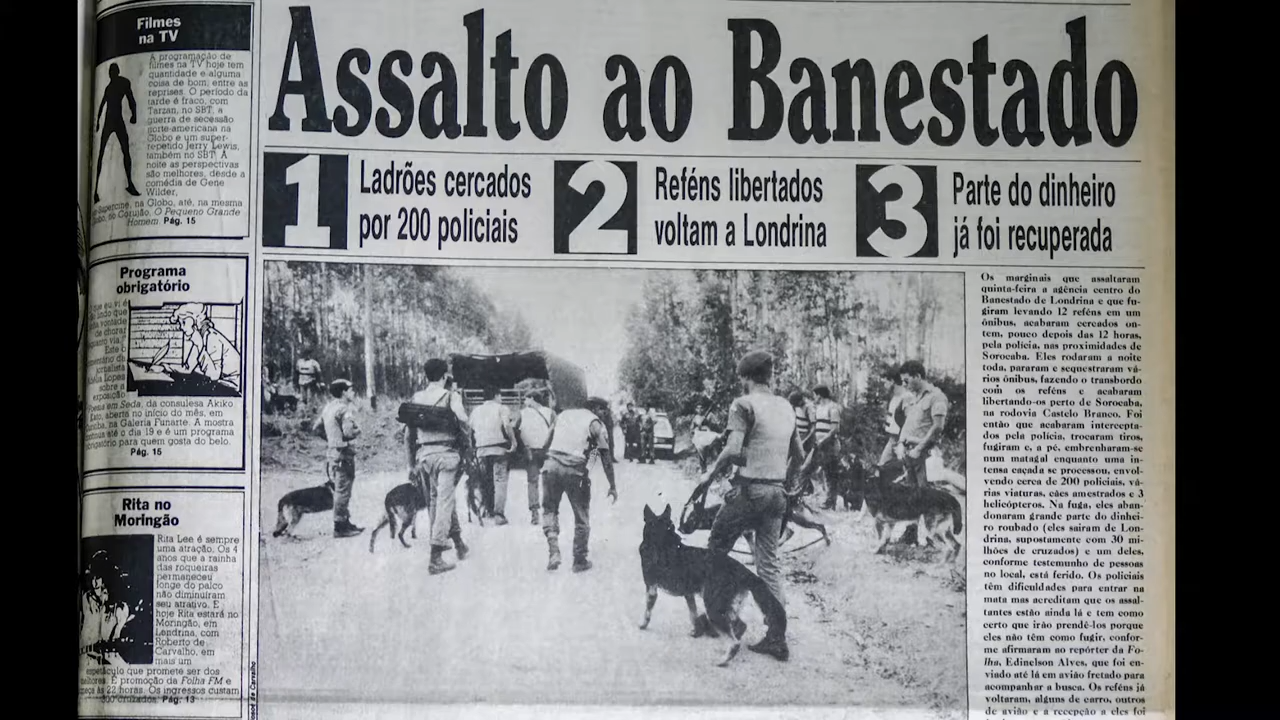 Filmes
na TV
A programação de
filmes na TV hoje tem
quantidade e alguma
coisa de bom, entre as
reprises. O período da
tarde é fraco, com
Tarzan, no SBT, a
guerra de secessão
norte-americana na
Globo e um super-
repetido Jerry Lewis,
também no SBT. À
noite as perspectivas
são melhores, desde a
comédia de Gene
Wilder,
Supercine, na Globo, até, na mesma
no Corujão, O Pequeno Grande
Homem. Pág. 15
Programa
obrigatório
da consulesa Akiko
aberta no início do mês, em
na Galeria Funarte. A mostra
até o dia 19 e é um programa
obrigatório para quem gosta do belo.
Pág. 15
Rita no
Moringão
Rita Lee é sempre
uma atração. Os 4
anos que a rainha
das roqueiras
permaneceu
longe do palco
não diminuíram
seu atrativo. E
hoje Rita estará no
Moringão, em
Londrina, com
Roberto de
Carvalho, em
mais um
espetáculo que promete ser dos
melhores. É promoção da Folha FM e
às 22 horas. Os ingressos custam
300 cruzados. Pág. 13
Assalto ao Banestado
1 Ladrões cercados
por 200 policiais
2 Reféns libertados
voltam a Londrina
3 Parte do dinheiro
já foi recuperada
Os marginais que assaltaram
quinta-feira a agência centro do
Banestado de Londrina e que fu-
giram levando 12 reféns em um
ônibus, acabaram cercados on-
tem, pouco depois das 12 horas,
pela polícia, nas proximidades de
Sorocaba. Eles rodaram a noite
toda, pararam e sequestraram vá-
rios ônibus, fazendo o transbordo
com os reféns e acabaram
libertando-os perto de Sorocaba,
na rodovia Castelo Branco. Foi
então que acabaram intercepta-
dos pela polícia, trocaram tiros,
fugiram e, a pé, embrenharam-se
num matagal enquanto uma in-
tensa caçada se processou, envol-
vendo cerca de 200 policiais, vá-
rias viaturas, cães amestrados e 3
helicópteros. Na fuga, eles aban-
donaram grande parte do dinhei-
ro roubado (eles sairam de Lon-
drina, supostamente com 30 mi-
lhões de cruzados) e um deles,
conforme testemunho de pessoas
no local, está ferido. Os policiais
têm dificuldades para entrar na
mata mas acreditam que os assal-
tantes estão ainda lá e tem como
certo que irão prendê-los porque
eles não têm como fugir, confor-
me afirmaram ao repórter da Fo-
lha, Edinelson Alves, que foi en-
viado até lá em avião fretado para
acompanhar a busca. Os reféns já
voltaram, alguns de carro, outros
de avião e a recepção a eles foi